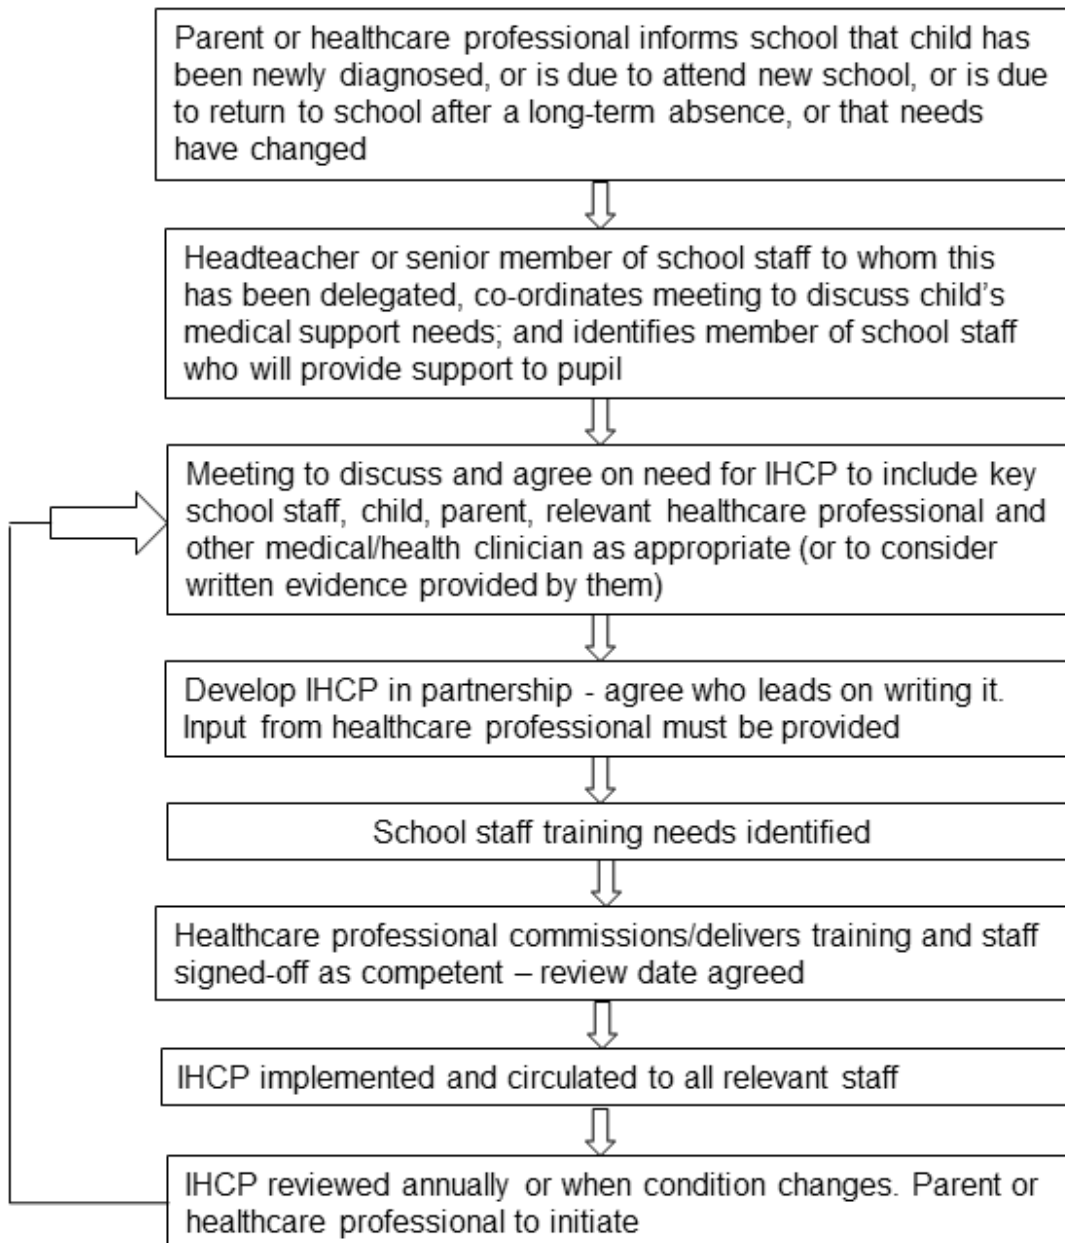 Parent or healthcare professional informs school that child has
been newly diagnosed, or is due to attend new school, or is due
to return to school after a long-term absence, or that needs
have changed
Headteacher or senior member of school staff to whom this
has been delegated, co-ordinates meeting to discuss child's
medical support needs; and identifies member of school staff
who will provide support to pupil
Meeting to discuss and agree on need for IHCP to include key
school staff, child, parent, relevant healthcare professional and
other medical/health clinician as appropriate (or to consider
written evidence provided by them)
Develop IHCP in partnership - agree who leads on writing it.
Input from healthcare professional must be provided
School staff training needs identified
Healthcare professional commissions/delivers training and staff
signed-off as competent – review date agreed
IHCP implemented and circulated to all relevant staff
IHCP reviewed annually or when condition changes. Parent or
healthcare professional to initiate